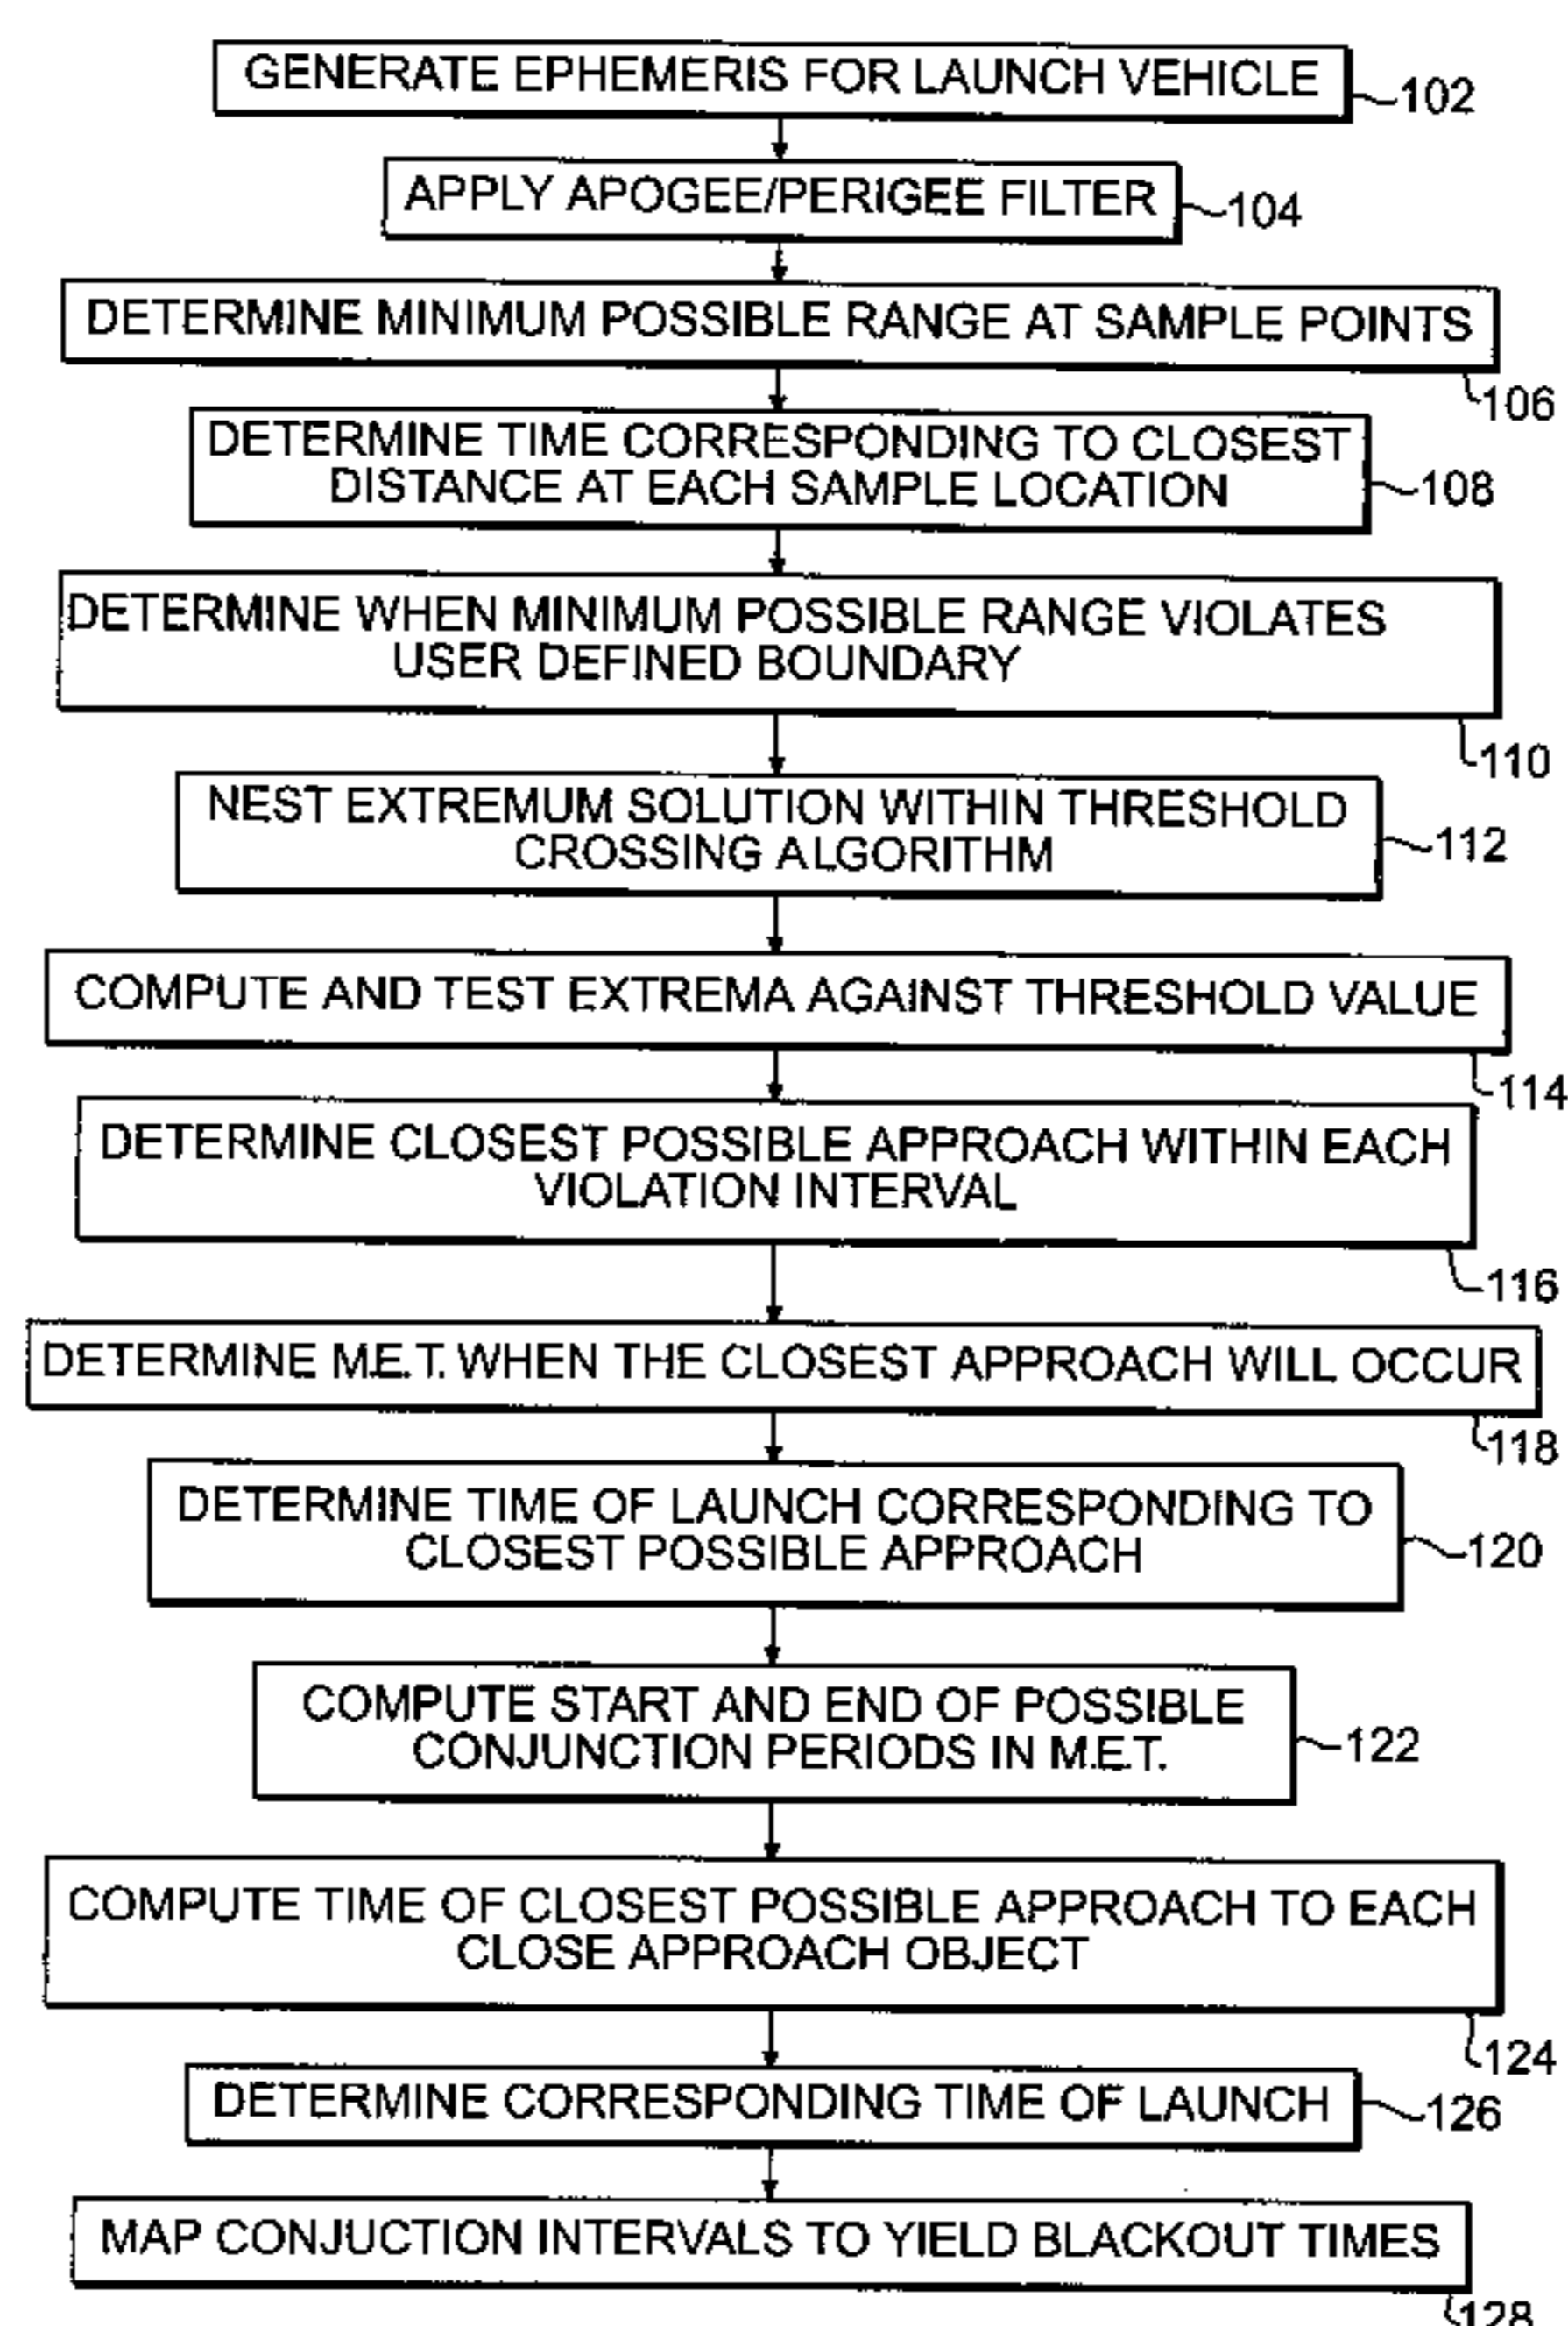 GENERATE EPHEMERIS FOR LAUNCH VEHICLE
102
APPLY APOGEE/PERIGEE FILTER
104
DETERMINE MINIMUM POSSIBLE RANGE AT SAMPLE POINTS
106
DETERMINE TIME CORRESPONDING TO CLOSEST
DISTANCE AT EACH SAMPLE LOCATION
108
DETERMINE WHEN MINIMUM POSSIBLE RANGE VIOLATES
USER DEFINED BOUNDARY
110
NEST EXTREMUM SOLUTION WITHIN THRESHOLD
CROSSING ALGORITHM
112
COMPUTE AND TEST EXTREMA AGAINST THRESHOLD VALUE
114
DETERMINE CLOSEST POSSIBLE APPROACH WITHIN EACH
VIOLATION INTERVAL
116
DETERMINE M.E.T. WHEN THE CLOSEST APPROACH WILL OCCUR
118
DETERMINE TIME OF LAUNCH CORRESPONDING TO
CLOSEST POSSIBLE APPROACH
120
COMPUTE START AND END OF POSSIBLE
CONJUNCTION PERIODS IN M.E.T.
122
COMPUTE TIME OF CLOSEST POSSIBLE APPROACH TO EACH
CLOSE APPROACH OBJECT
124
DETERMINE CORRESPONDING TIME OF LAUNCH
126
MAP CONJUCTION INTERVALS TO YIELD BLACKOUT TIMES
128